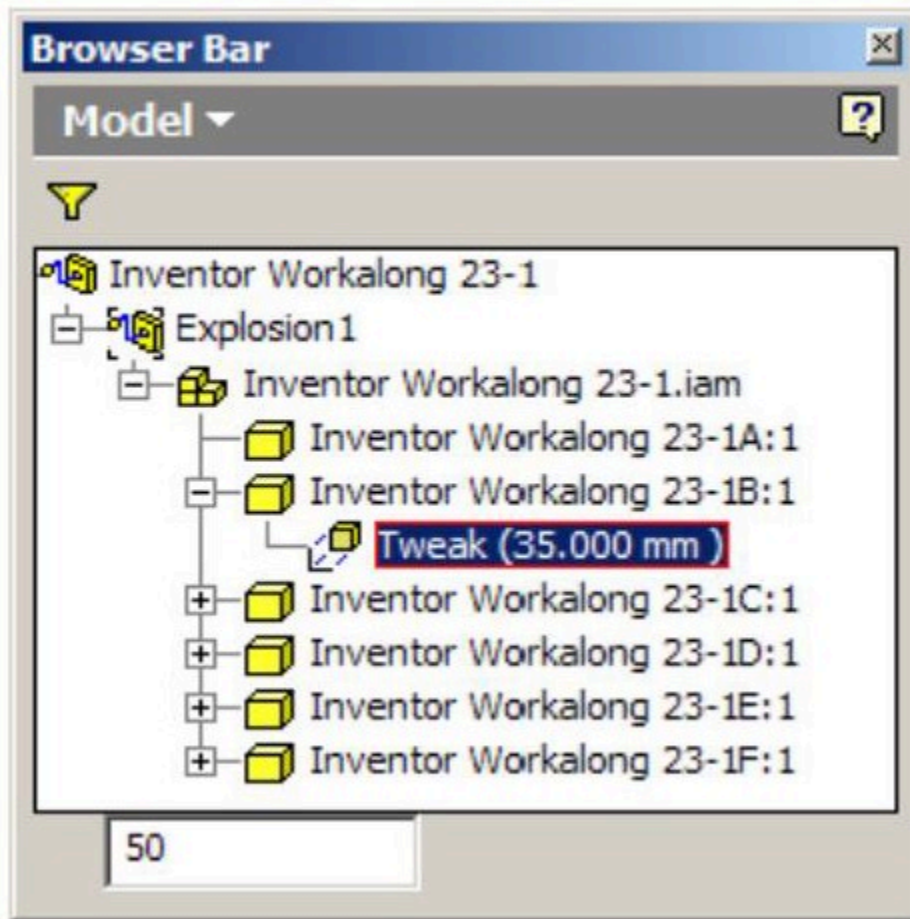 Browser Bar
Model
?
Inventor Workalong 23-1
Explosion1
Inventor Workalong 23-1.iam
Inventor Workalong 23-1A:1
Inventor Workalong 23-1B:1
Tweak (35.000 mm )
Inventor Workalong 23-1C:1
Inventor Workalong 23-1D:1
Inventor Workalong 23-1E:1
Inventor Workalong 23-1F:1
50